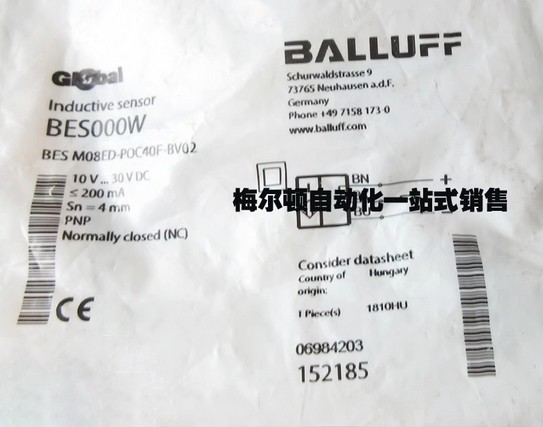 Global
Inductive sensor
BES000W
BES M08ED-POC40F-BV02
10 V ... 30 V DC
≤ 200 mA
Sn = 4 mm
PNP
Normally closed (NC)
CE
BALLUFF
Schurwaldstrasse 9
73765 Neuhausen a.d.F.
Germany
Phone +49 7158 173-0
www.balluff.com
BN +
梅尔顿自动化一站式销售
BU -
Consider datasheet
Country of origin: Hungary
1 Piece(s) 1810HU
06984203
152185